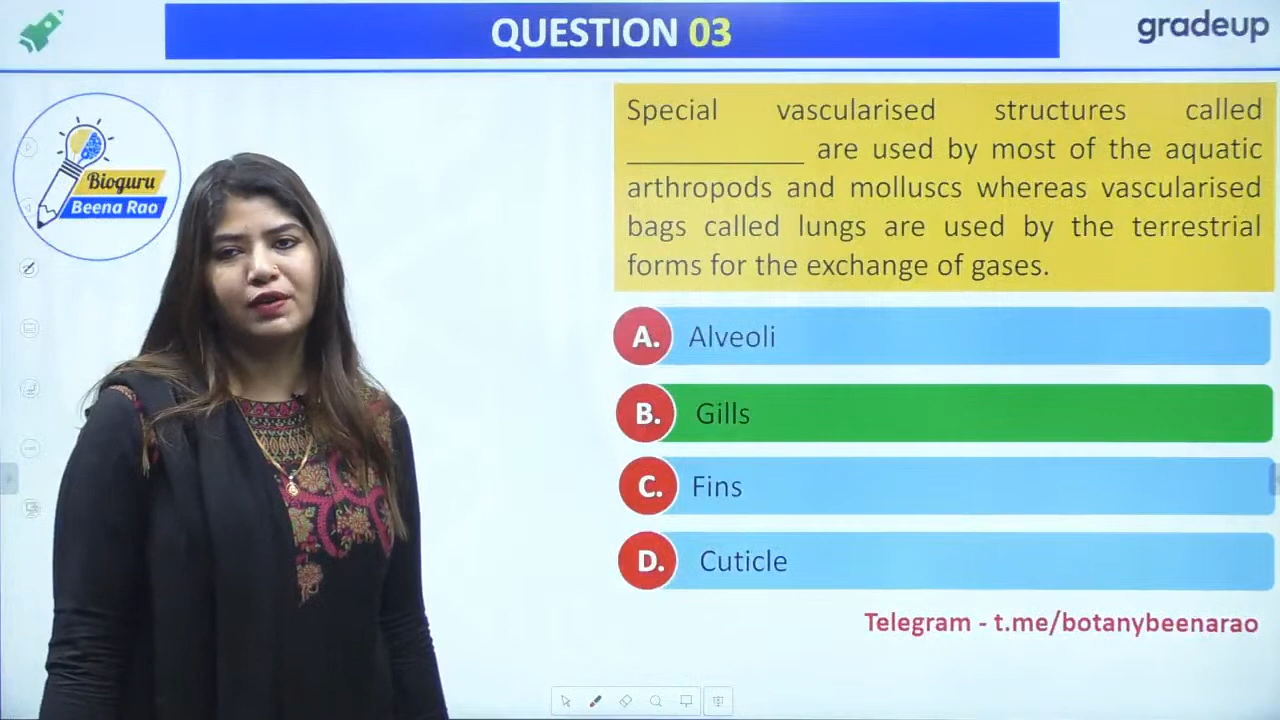 QUESTION 03
gradeup
Bioguru
Beena Rao
Special vascularised structures called
____________ are used by most of the aquatic
arthropods and molluscs whereas vascularised
bags called lungs are used by the terrestrial
forms for the exchange of gases.
A. Alveoli
B. Gills
C. Fins
D. Cuticle
Telegram - t.me/botanybeenarao